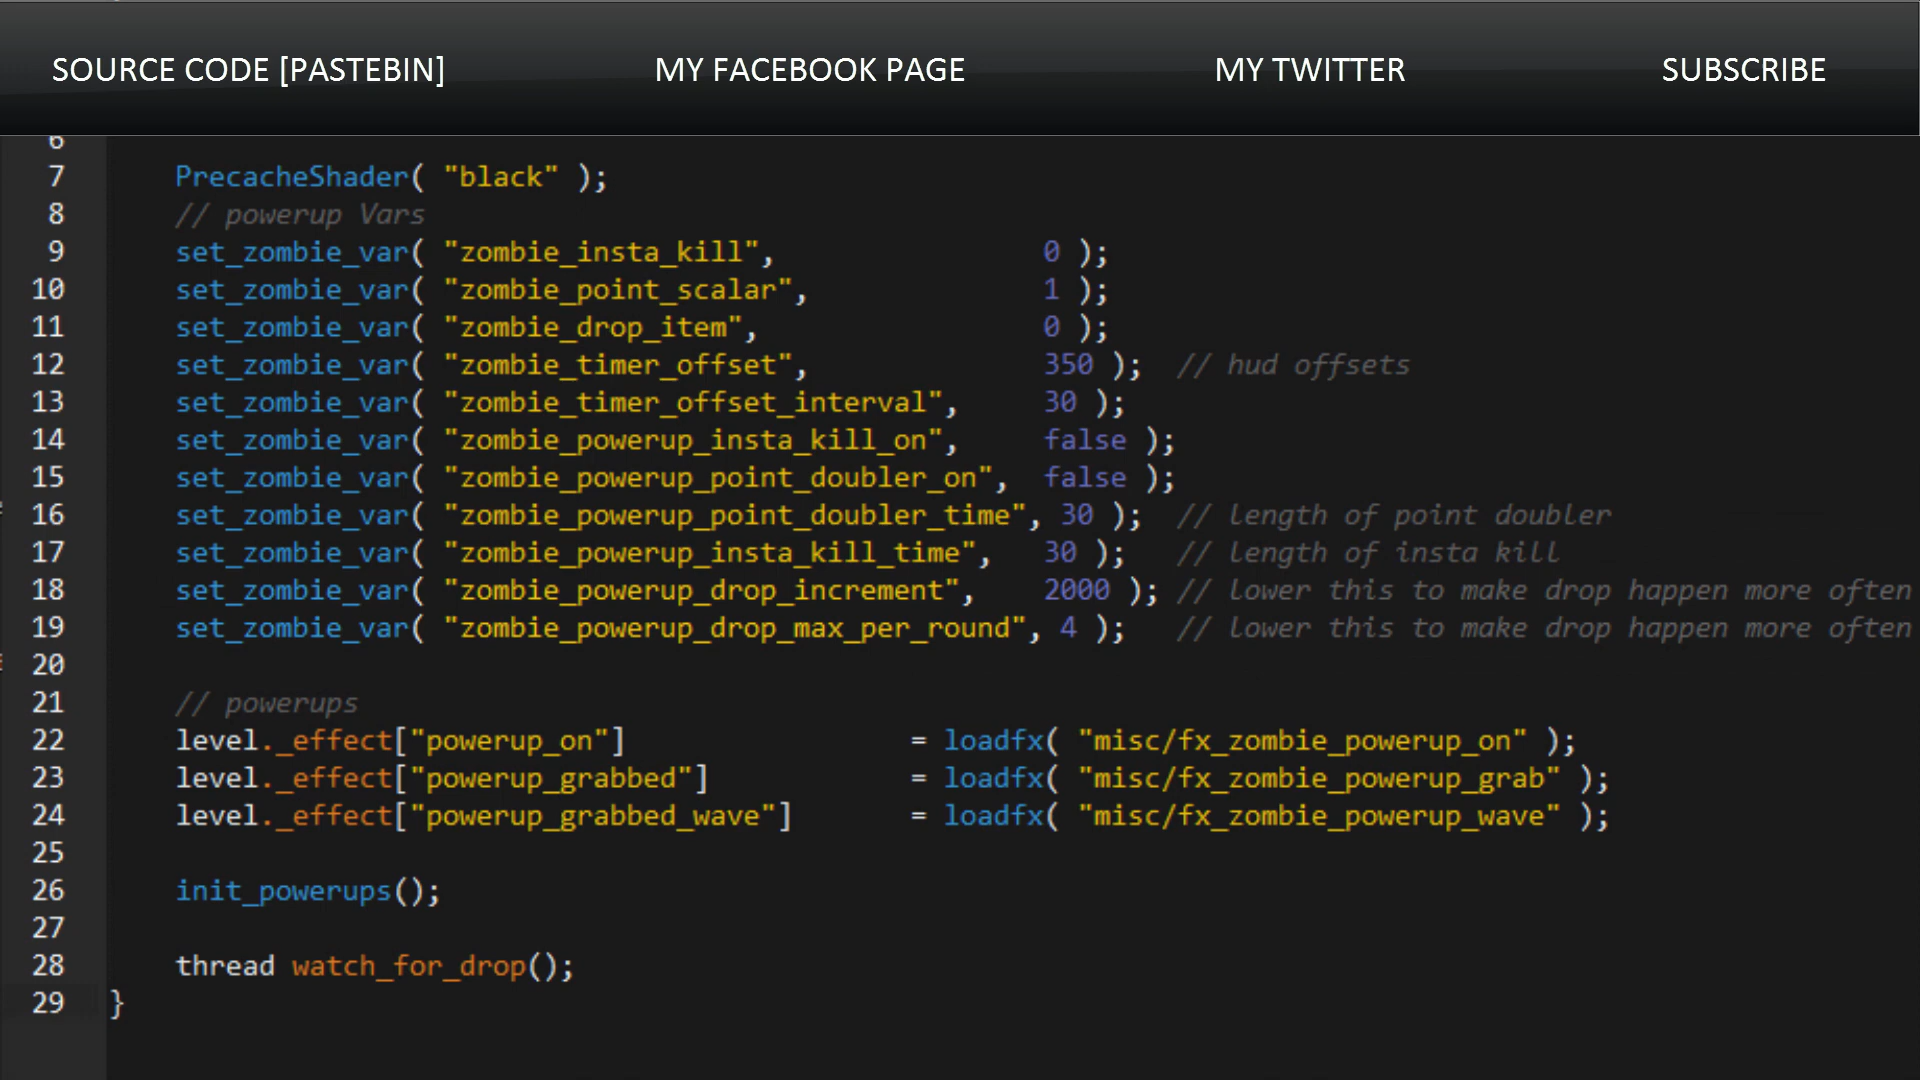 SOURCE CODE [PASTEBIN] MY FACEBOOK PAGE MY TWITTER SUBSCRIBE
6
7 PrecacheShader( "black" );
8 // powerup Vars
9 set_zombie_var( "zombie_insta_kill", 0 );
10 set_zombie_var( "zombie_point_scalar", 1 );
11 set_zombie_var( "zombie_drop_item", 0 );
12 set_zombie_var( "zombie_timer_offset", 350 ); // hud offsets
13 set_zombie_var( "zombie_timer_offset_interval", 30 );
14 set_zombie_var( "zombie_powerup_insta_kill_on", false );
15 set_zombie_var( "zombie_powerup_point_doubler_on", false );
16 set_zombie_var( "zombie_powerup_point_doubler_time", 30 ); // length of point doubler
17 set_zombie_var( "zombie_powerup_insta_kill_time", 30 ); // length of insta kill
18 set_zombie_var( "zombie_powerup_drop_increment", 2000 ); // lower this to make drop happen more often
19 set_zombie_var( "zombie_powerup_drop_max_per_round", 4 ); // lower this to make drop happen more often
20
21 // powerups
22 level._effect["powerup_on"] = loadfx( "misc/fx_zombie_powerup_on" );
23 level._effect["powerup_grabbed"] = loadfx( "misc/fx_zombie_powerup_grab" );
24 level._effect["powerup_grabbed_wave"] = loadfx( "misc/fx_zombie_powerup_wave" );
25
26 init_powerups();
27
28 thread watch_for_drop();
29 }